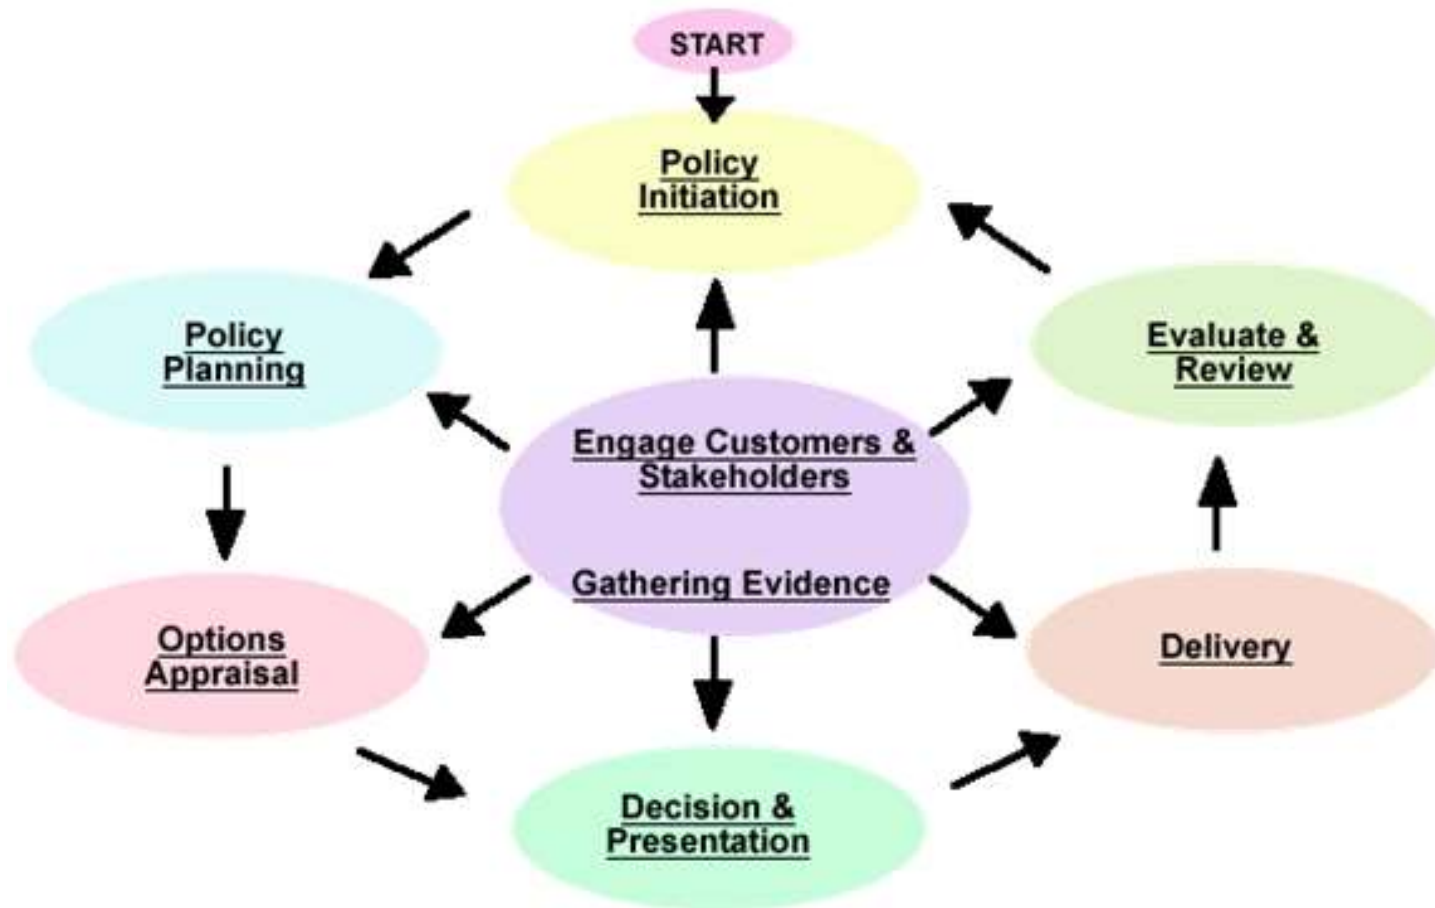 START
Policy
Initiation
Policy
Planning
Evaluate &
Review
Engage Customers &
Stakeholders
Gathering Evidence
Options
Appraisal
Delivery
Decision &
Presentation